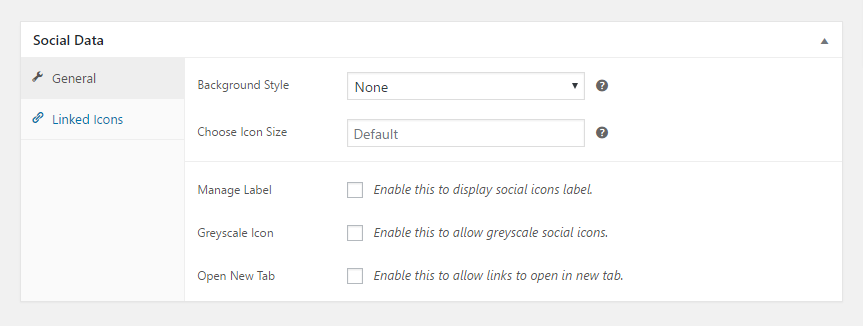 Social Data
General
Linked Icons
Background Style
None
Choose Icon Size
Default
Manage Label
Enable this to display social icons label.
Greyscale Icon
Enable this to allow greyscale social icons.
Open New Tab
Enable this to allow links to open in new tab.